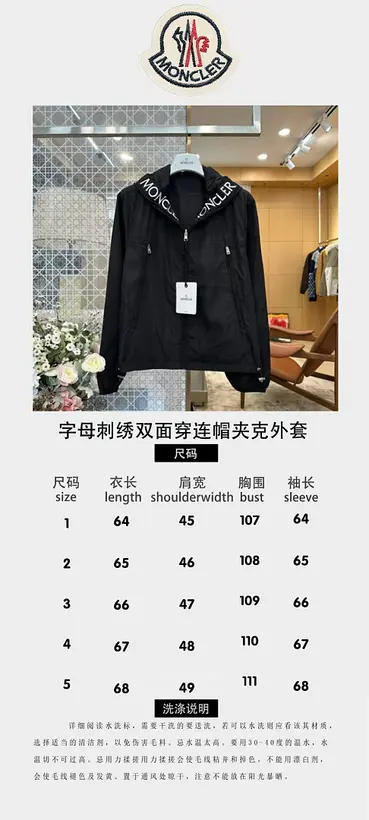 MONCLER
MONCLER MONCLER
MONCLER
字母刺绣双面穿连帽夹克外套
尺码
尺码 衣长 肩宽 胸围 袖长
size length shoulderwidth bust sleeve
1 64 45 107 64
2 65 46 108 65
3 66 47 109 66
4 67 48 110 67
5 68 49 111 68
洗涤说明
详细阅读水洗标，需要干洗的要送洗，若可以水洗则应看该其材质，
选择适当的清洁剂，以免伤害毛料。忌水温太高，要用30-40度的温水，水
温切不可过高。忌用力揉搓用力揉搓会使毛线粘并和掉色，不能用漂白剂，
会使毛线褪色及发黄。置于通风处晾干，注意不能放在阳光暴晒。